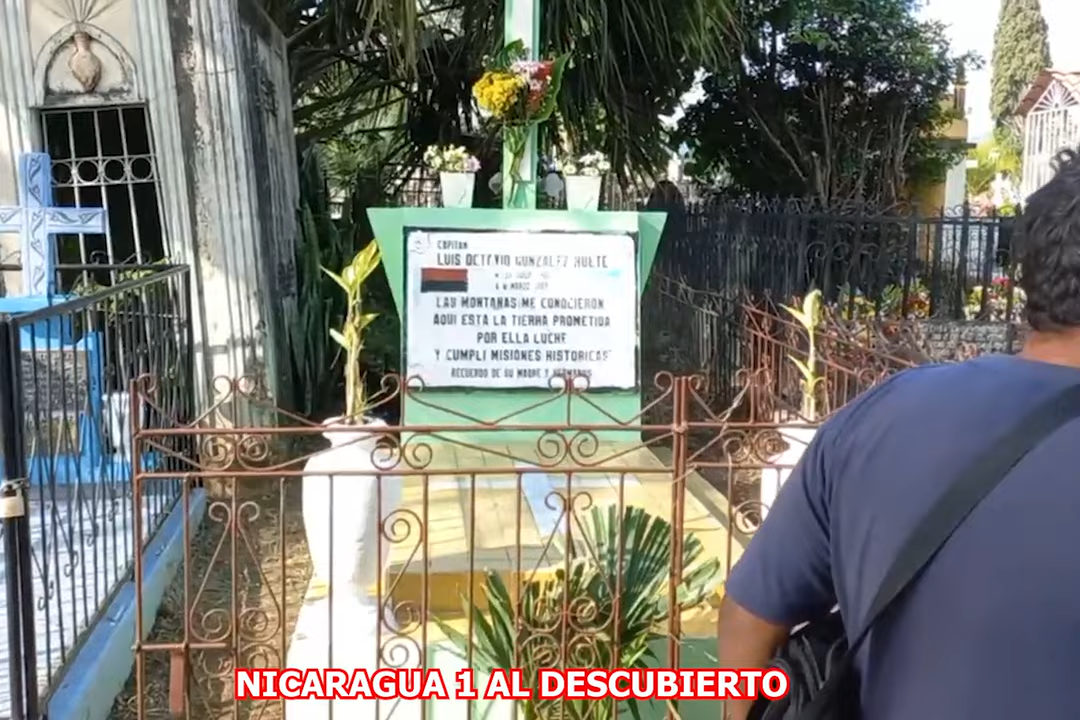 CAPITAN
LUIS OCTAVIO GONZALEZ HULTE
LAS MONTAÑAS ME CONOCIERON
AQUI ESTA LA TIERRA PROMETIDA
POR ELLA LUCHE
Y CUMPLI MISIONES HISTORICAS
RECUERDO DE SU MADRE Y HERMANOS
NICARAGUA 1 AL DESCUBIERTO